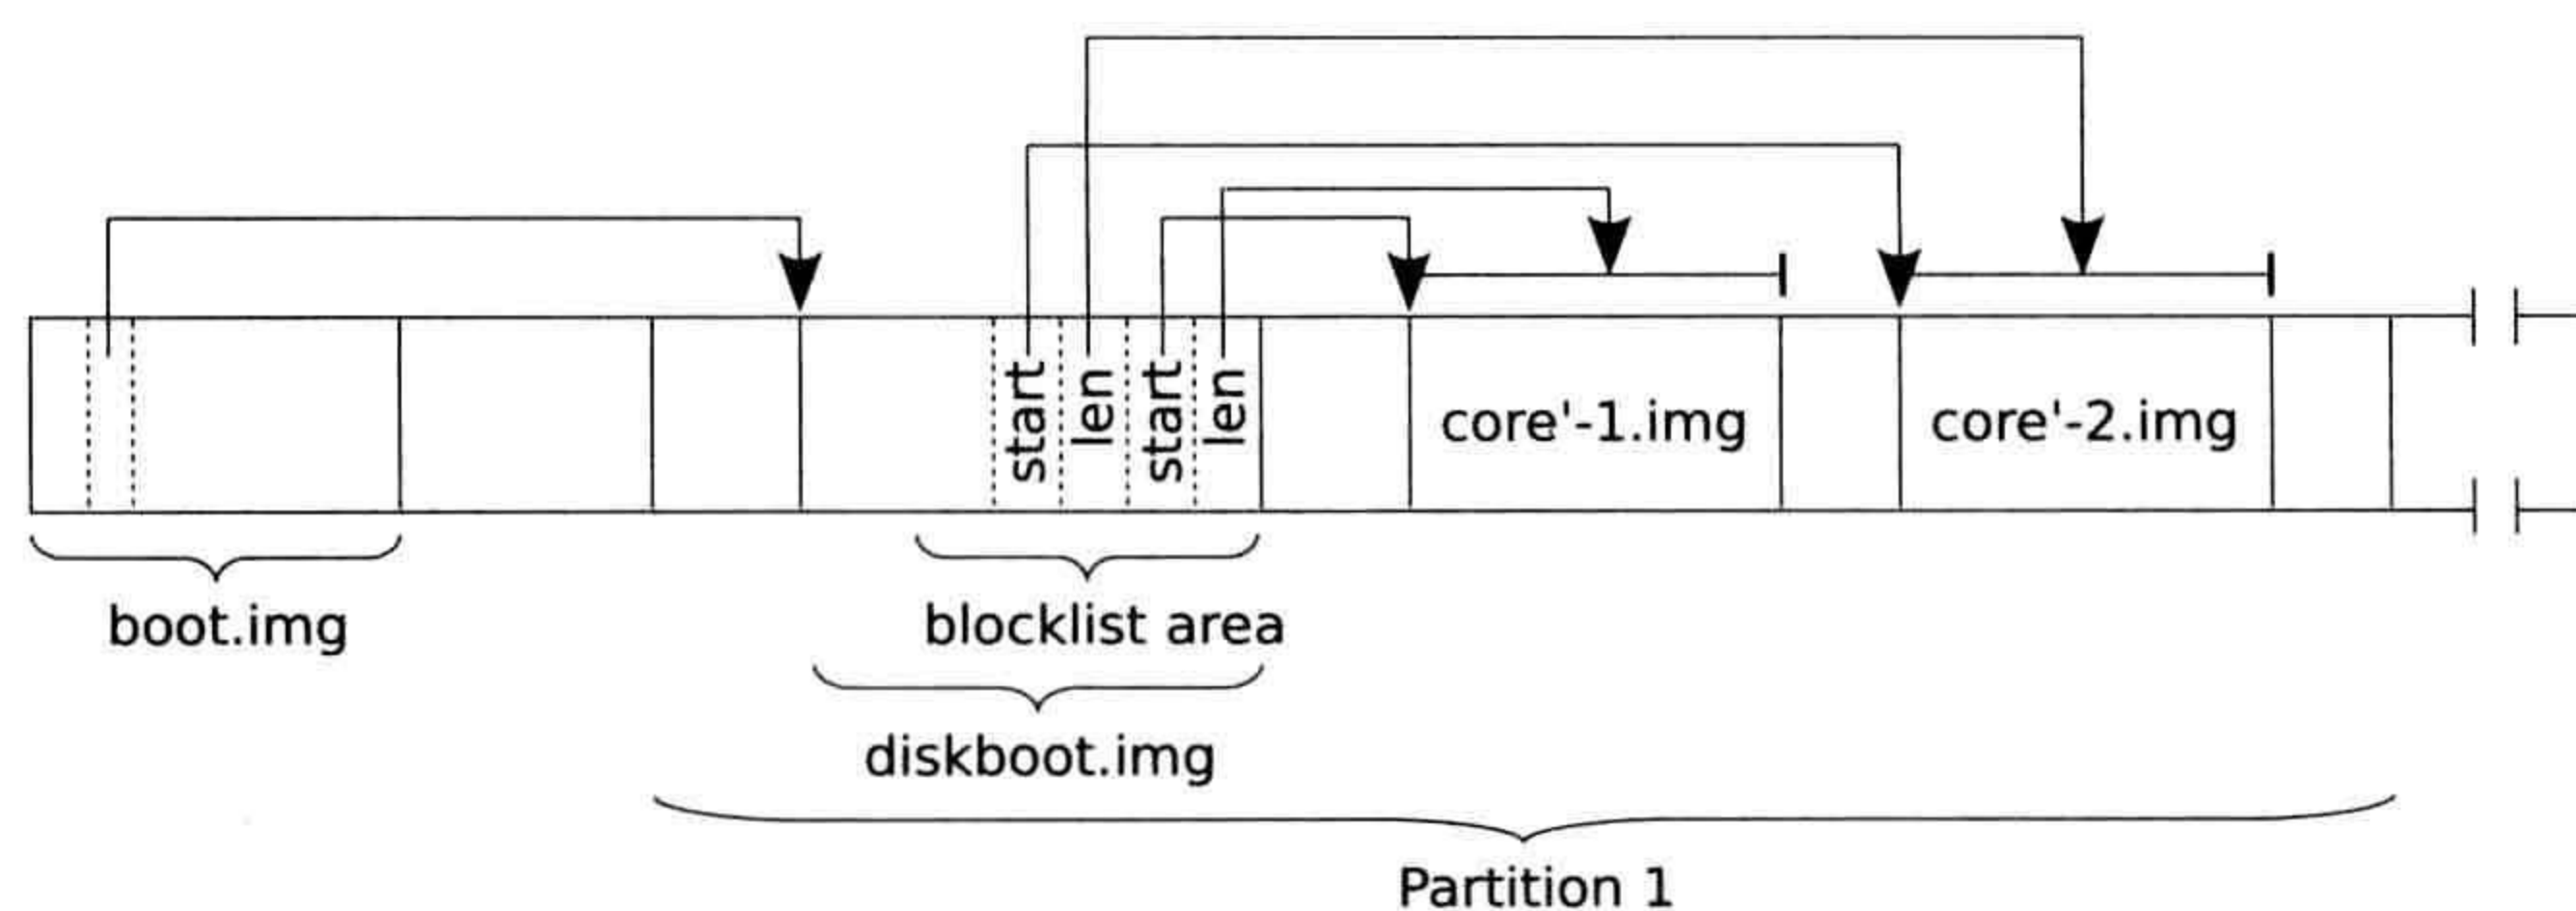 start
len
start
len
core'-1.img
core'-2.img
boot.img
blocklist area
diskboot.img
Partition 1